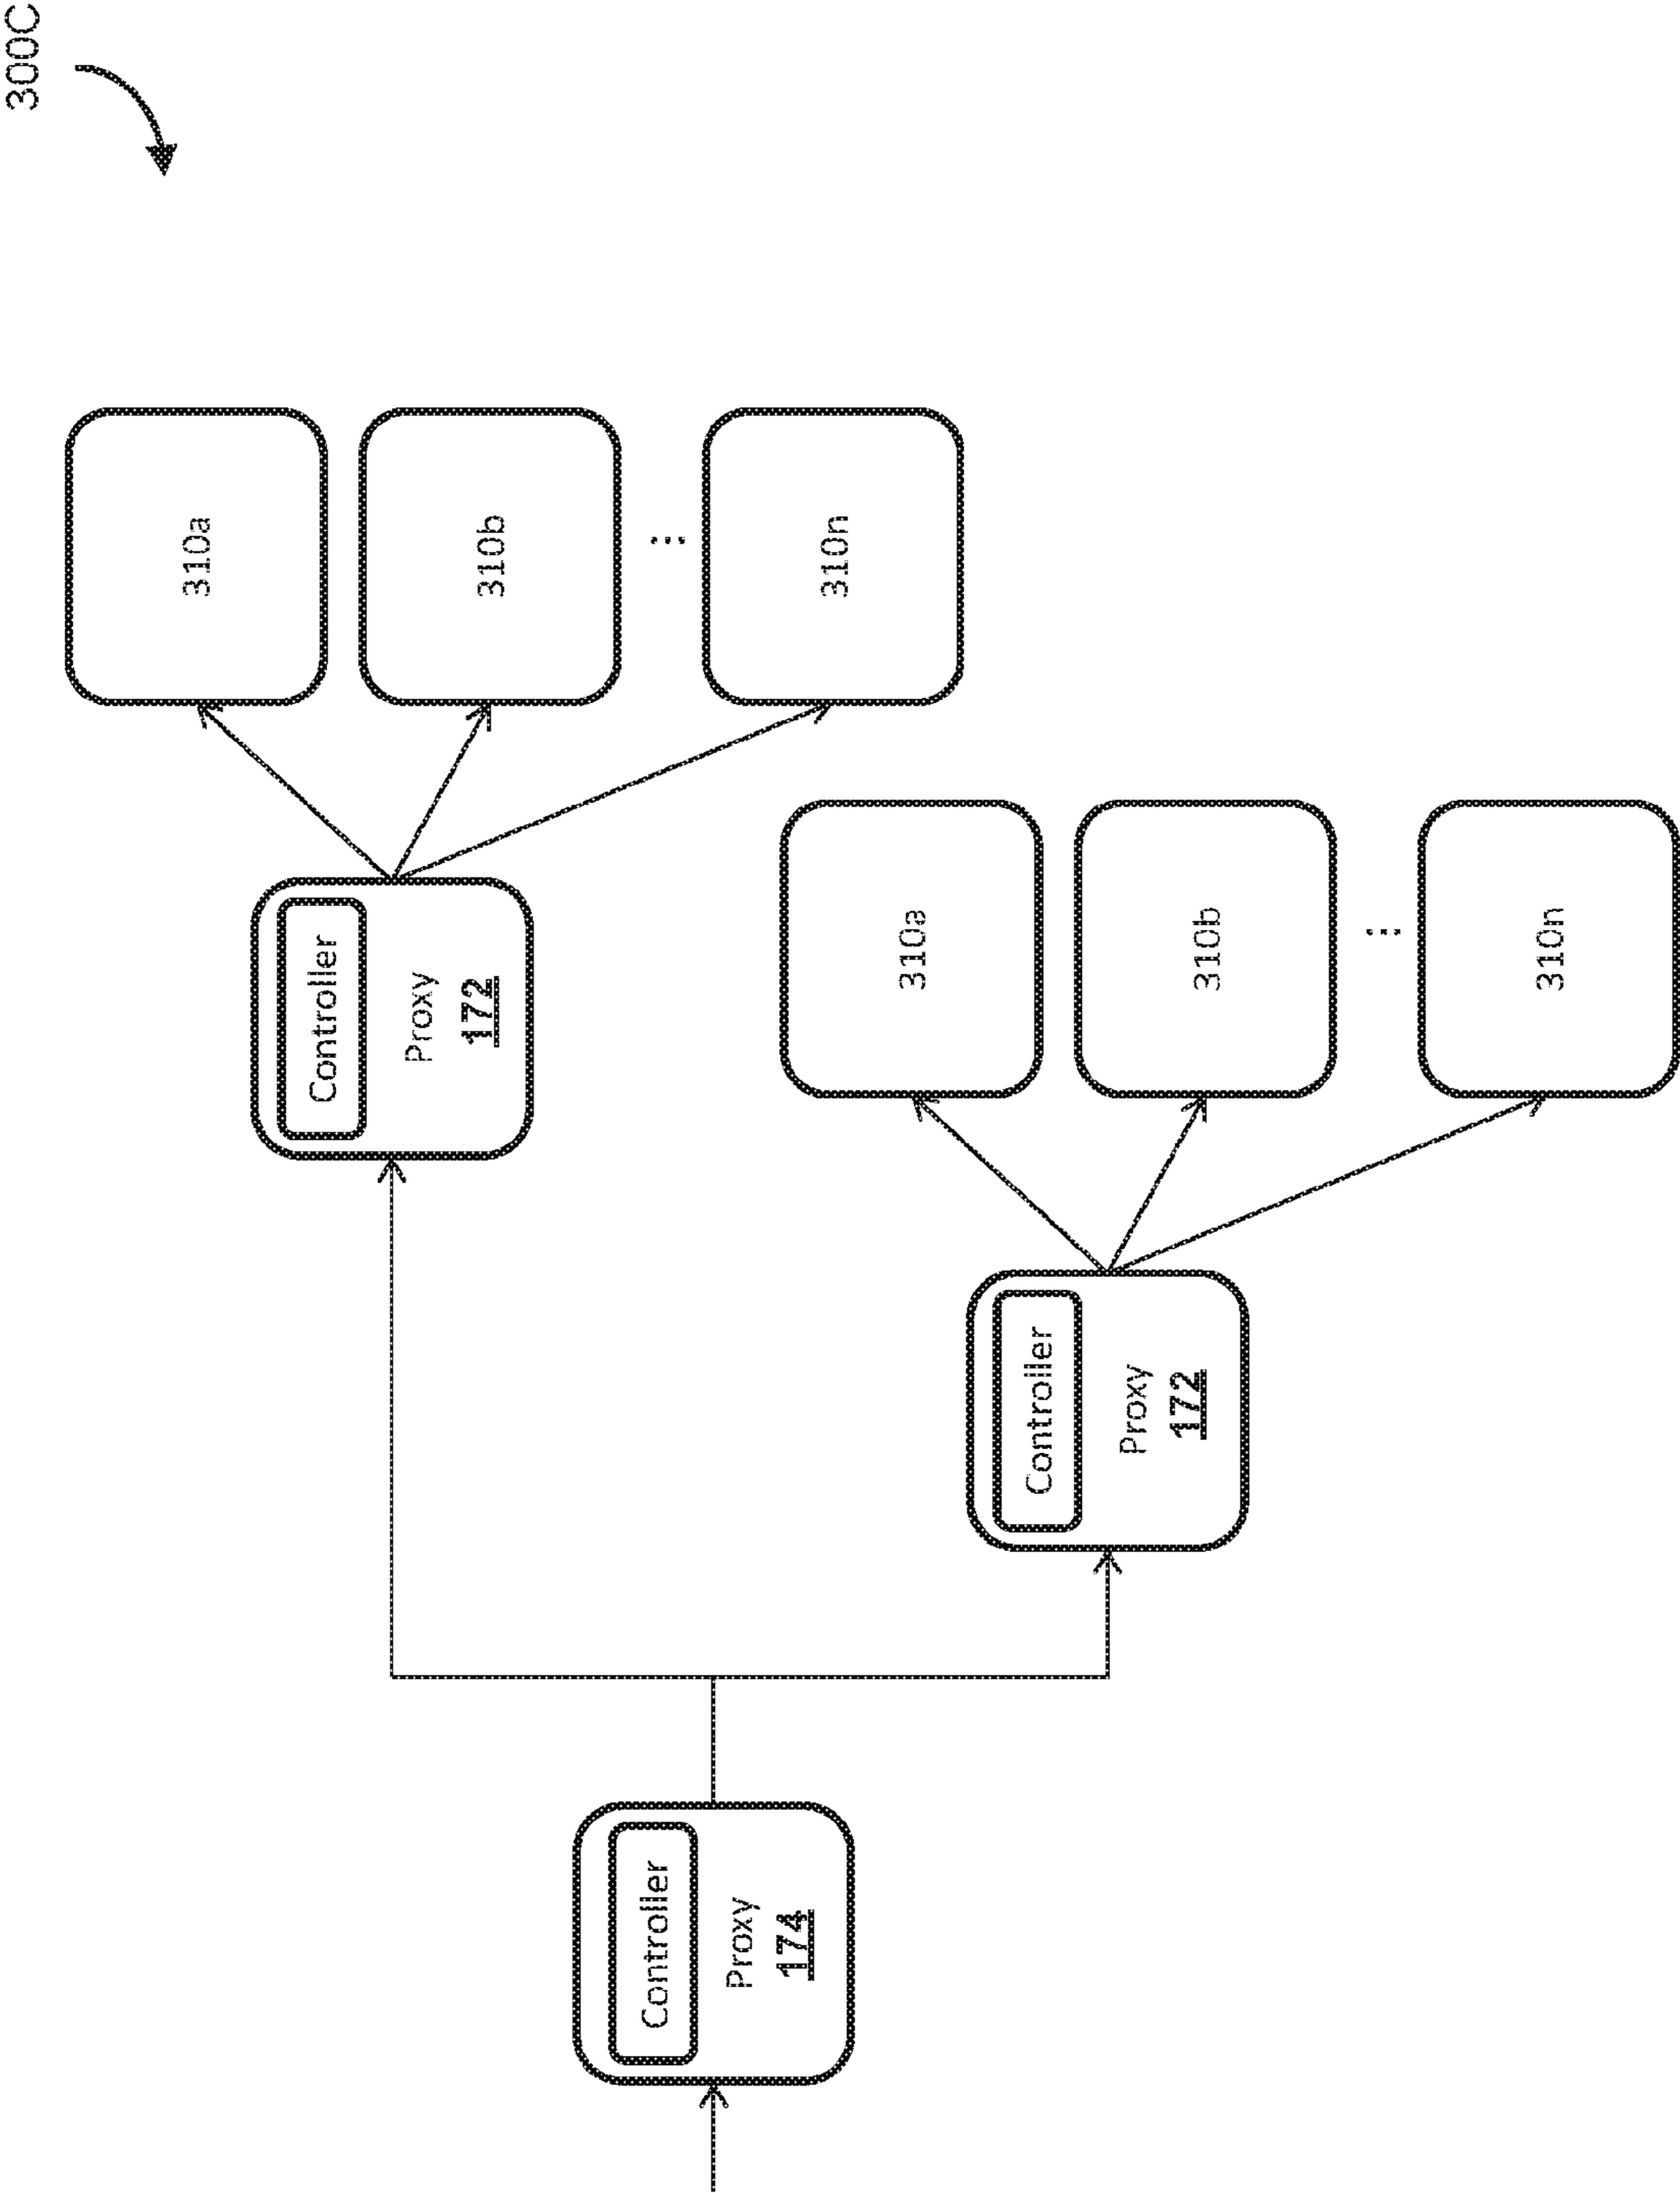 300C
310a
310b
...
310n
Controller
Proxy
172
310a
310b
...
310n
Controller
Proxy
172
Controller
Proxy
174